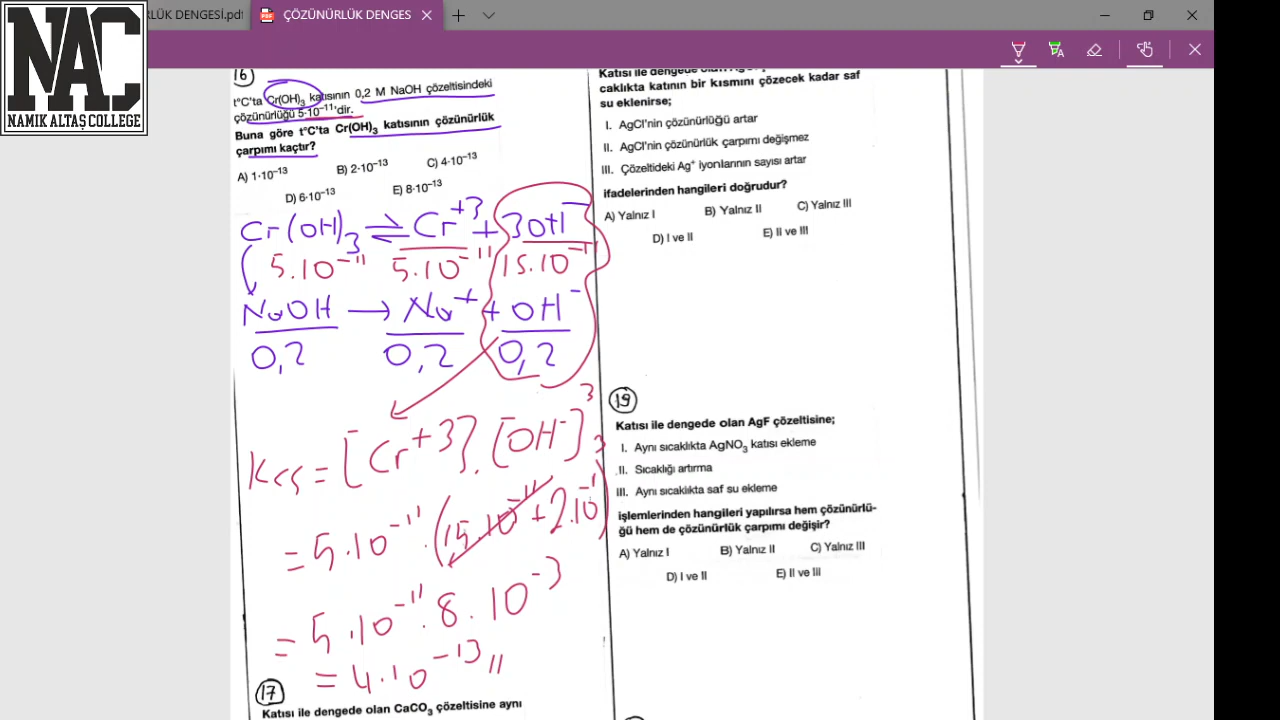 RLÜK DENGESİ.pdf
ÇÖZÜNÜRLÜK DENGES
NAC
NAMIK ALTAŞ COLLEGE
16
t°C'ta Cr(OH)₃ katısının 0,2 M NaOH çözeltisindeki
çözünürlüğü 5·10⁻¹¹'dir.
Buna göre t°C'ta Cr(OH)₃ katısının çözünürlük
çarpımı kaçtır?
A) 1·10⁻¹³ B) 2·10⁻¹³ C) 4·10⁻¹³
D) 6·10⁻¹³ E) 8·10⁻¹³
Cr(OH)₃ ⇌ Cr⁺³ + 3OH⁻
5.10⁻¹¹ 5.10⁻¹¹ 15.10⁻¹¹
NaOH → Na⁺ + OH⁻
0,2 0,2 0,2
Kçç = [Cr⁺³].[OH⁻]³
= 5.10⁻¹¹.(15.10⁻¹¹ + 2.10⁻¹)³
= 5.10⁻¹¹.8.10⁻³
= 4.10⁻¹³ //
17
Katısı ile dengede olan CaCO₃ çözeltisine aynı
caklıkta katının bir kısmını çözecek kadar saf
su eklenirse;
I. AgCl'nin çözünürlüğü artar
II. AgCl'nin çözünürlük çarpımı değişmez
III. Çözeltideki Ag⁺ iyonlarının sayısı artar
ifadelerinden hangileri doğrudur?
A) Yalnız I B) Yalnız II C) Yalnız III
D) I ve II E) II ve III
19
Katısı ile dengede olan AgF çözeltisine;
I. Aynı sıcaklıkta AgNO₃ katısı ekleme
II. Sıcaklığı artırma
III. Aynı sıcaklıkta saf su ekleme
işlemlerinden hangileri yapılırsa hem çözünürlü-
ğü hem de çözünürlük çarpımı değişir?
A) Yalnız I B) Yalnız II C) Yalnız III
D) I ve II E) II ve III